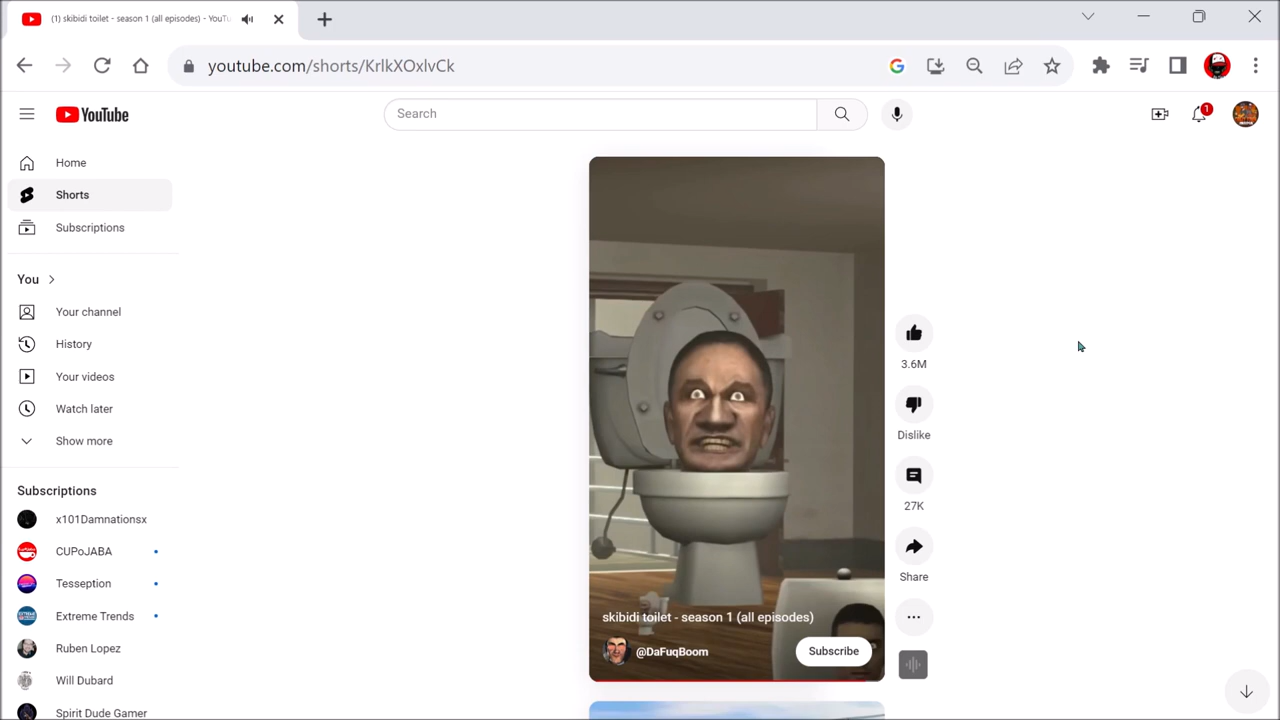 (1) skibidi toilet - season 1 (all episodes) - YouTu
youtube.com/shorts/KrlkXOxlvCk
YouTube
Search
1
Home
Shorts
Subscriptions
You
Your channel
History
Your videos
Watch later
Show more
Subscriptions
x101Damnationsx
CUPoJABA
Tesseption
Extreme Trends
Ruben Lopez
Will Dubard
Spirit Dude Gamer
3.6M
Dislike
27K
Share
skibidi toilet - season 1 (all episodes)
@DaFuqBoom
Subscribe